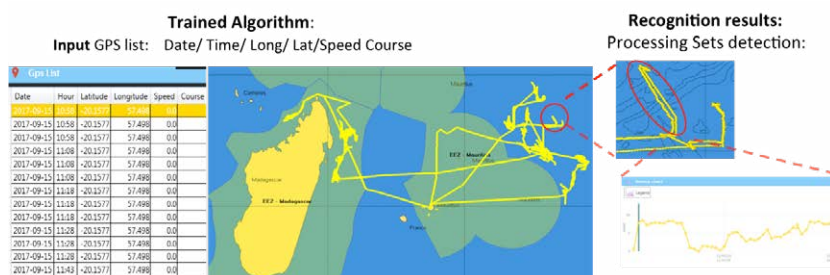 Trained Algorithm:
Input GPS list: Date/ Time/ Long/ Lat/Speed Course
Recognition results:
Processing Sets detection:
Gps List
Date Hour Latitude Longitude Speed Course
2017-09-15 -20.1577 57.498 0.0
2017-09-15 10:58 -20.1577 57.498 0.0
2017-09-15 10:58 -20.1577 57.498 0.0
2017-09-15 11:08 -20.1577 57.498 0.0
2017-09-15 11:08 -20.1577 57.498 0.0
2017-09-15 11:08 -20.1577 57.498 0.0
2017-09-15 11:18 -20.1577 57.498 0.0
2017-09-15 11:18 -20.1577 57.498 0.0
2017-09-15 11:18 -20.1577 57.498 0.0
2017-09-15 11:28 -20.1577 57.498 0.0
2017-09-15 11:28 -20.1577 57.498 0.0
2017-09-15 11:28 -20.1577 57.498 0.0
2017-09-15 11:43 -20.1577 57.498 0.0
Comoros
Mauritius
EEZ - Mauritius
Madagascar
EEZ - Madagascar
France
Legend